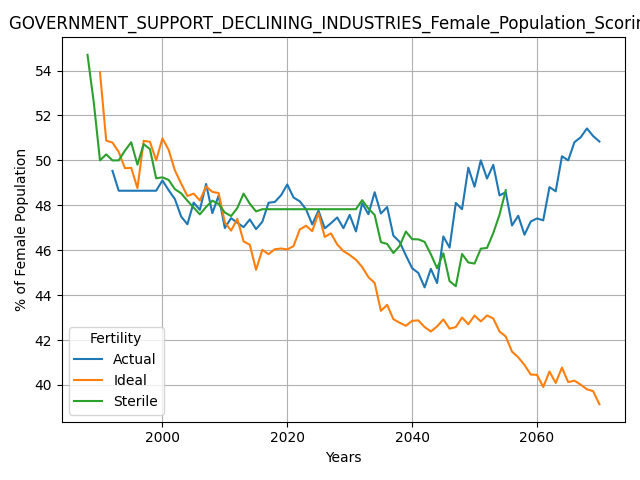 GOVERNMENT_SUPPORT_DECLINING_INDUSTRIES_Female_Population_Scorin
% of Female Population
54
52
50
48
46
44
42
40
Fertility
Actual
Ideal
Sterile
2000
2020
2040
2060
Years